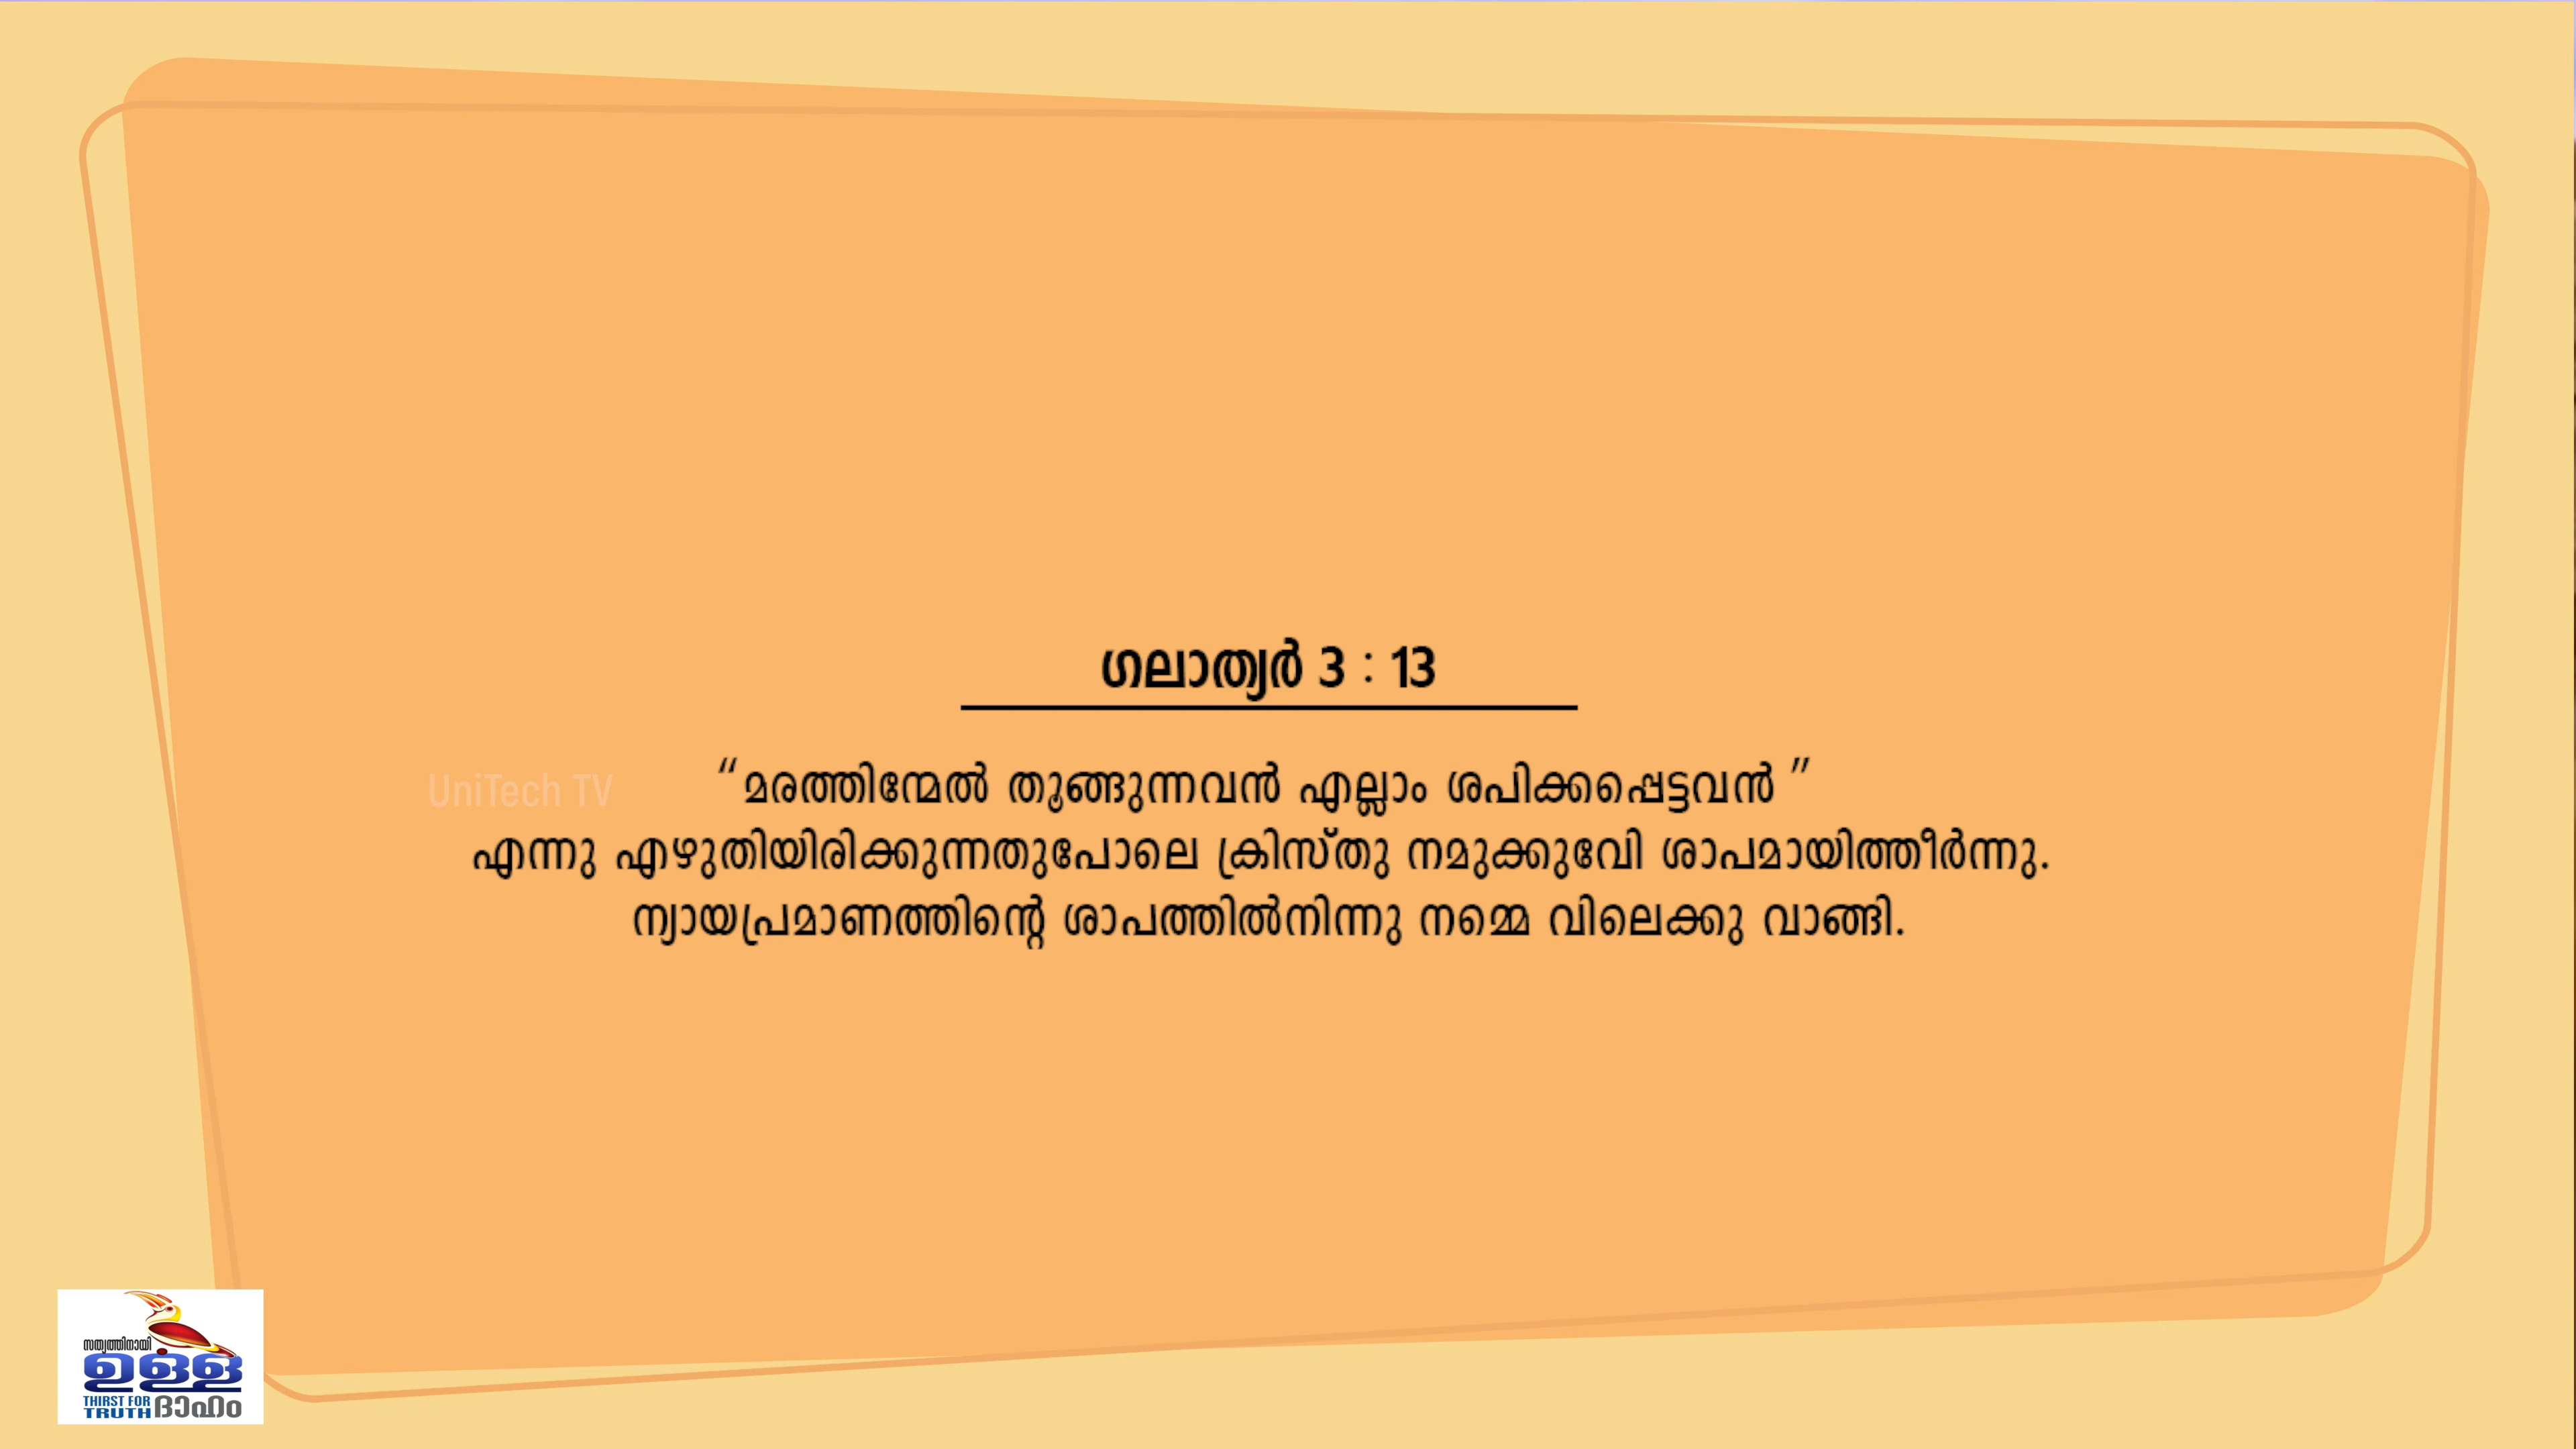 ഗലാത്യർ 3 : 13
“മരത്തിന്മേൽ തൂങ്ങുന്നവൻ എല്ലാം ശപിക്കപ്പെട്ടവൻ ”
UniTech TV
എന്നു എഴുതിയിരിക്കുന്നതുപോലെ ക്രിസ്തു നമുക്കുവേി ശാപമായിത്തീർന്നു.
ന്യായപ്രമാണത്തിന്റെ ശാപത്തിൽനിന്നു നമ്മെ വിലെക്കു വാങ്ങി.
സത്യത്തിനായി
ഉള്ള
THIRST FOR
TRUTH ദാഹം